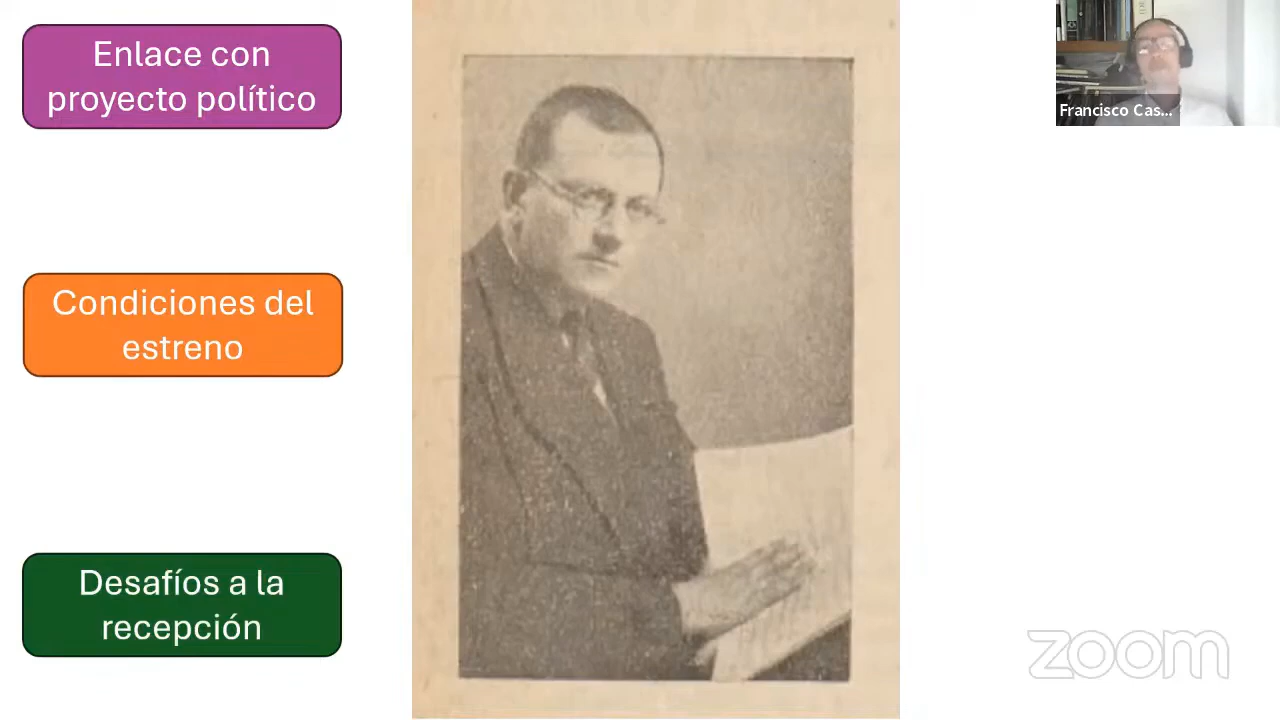 Enlace con
proyecto político
Francisco Cas...
Condiciones del
estreno
Desafíos a la
recepción
zoom